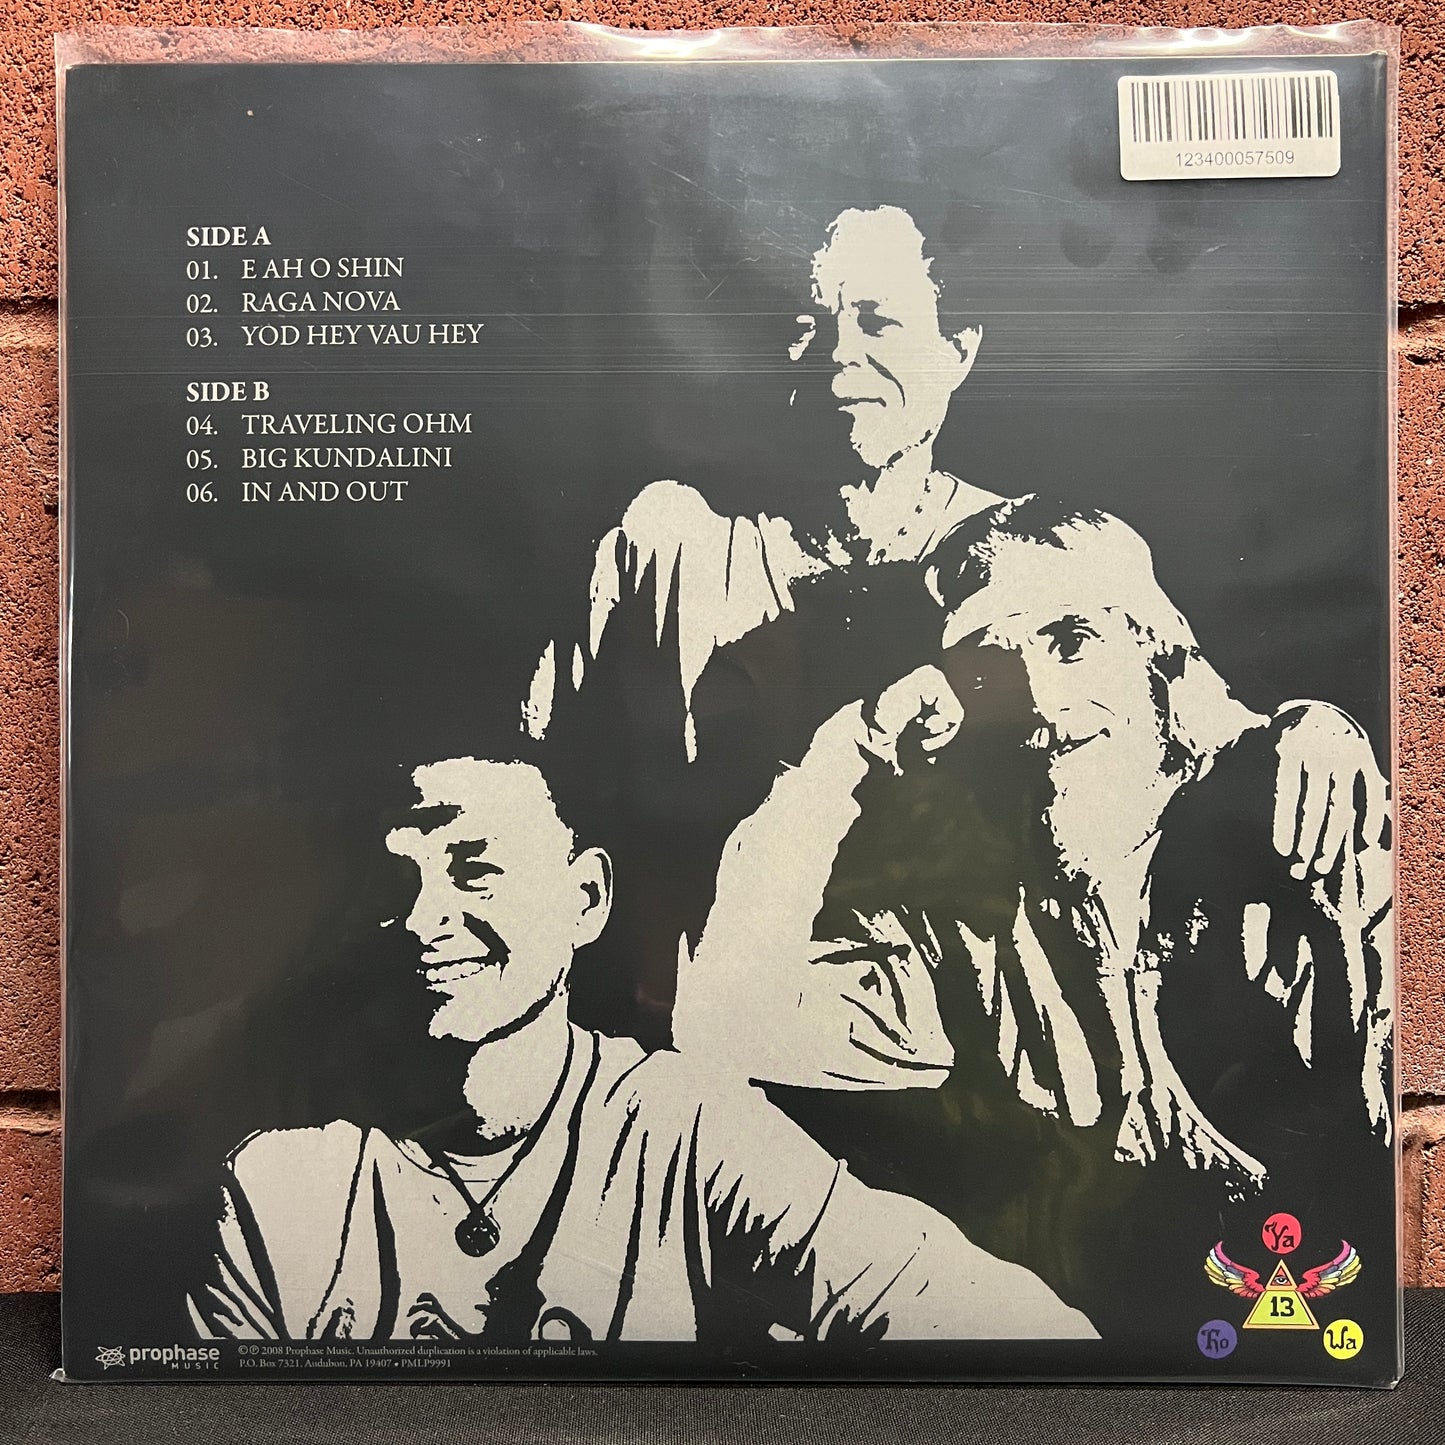 123400057509
SIDE A
01. E AH O SHIN
02. RAGA NOVA
03. YOD HEY VAU HEY
SIDE B
04. TRAVELING OHM
05. BIG KUNDALINI
06. IN AND OUT
Ya
13
Ho
Wa
prophase
MUSIC
© ℗ 2008 Prophase Music. Unauthorized duplication is a violation of applicable laws.
P.O. Box 7321, Audubon, PA 19407 • PMLP9991